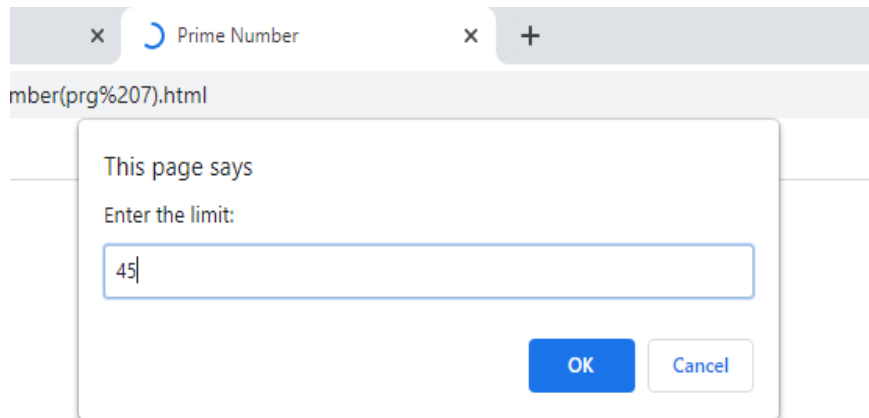 Prime Number
mber(prg%207).html
This page says
Enter the limit:
45
OK Cancel